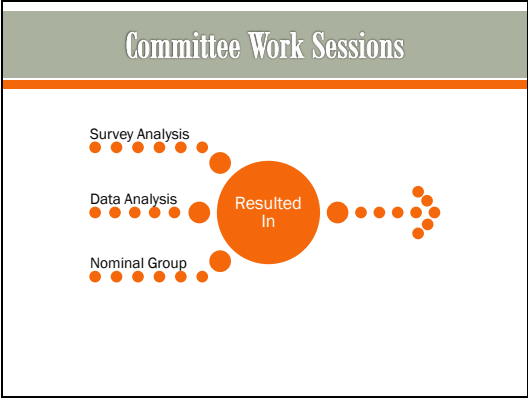 Committee Work Sessions
Survey Analysis
Data Analysis
Nominal Group
Resulted
In